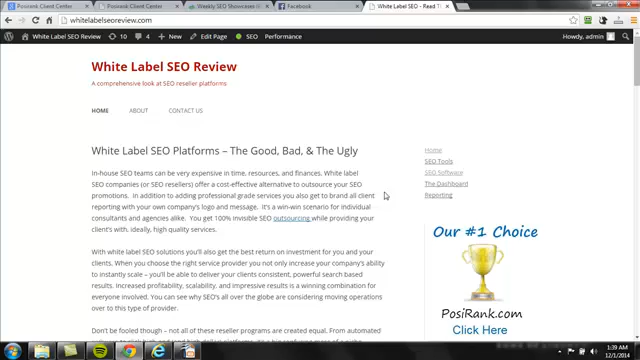 Posirank Client Center
Posirank Client Center
Weekly SEO Showcases
Facebook
White Label SEO - Read T
whitelabelseoreview.com
White Label SEO Review
10
4
New
Edit Page
SEO
Performance
Howdy, admin
White Label SEO Review
A comprehensive look at SEO reseller platforms
HOME
ABOUT
CONTACT US
White Label SEO Platforms – The Good, Bad, & The Ugly
In-house SEO teams can be very expensive in time, resources, and finances. White label
SEO companies (or SEO resellers) offer a cost-effective alternative to outsource your SEO
promotions. In addition to adding professional grade services you also get to brand all client
reporting with your own company's logo and message. It's a win-win scenario for individual
consultants and agencies alike. You get 100% invisible SEO outsourcing while providing your
client's with, ideally, high quality services.
With white label SEO solutions you'll also get the best return on investment for you and your
clients. When you choose the right service provider you not only increase your company's ability
to instantly scale – you'll be able to deliver your clients consistent, powerful search based
results. Increased profitability, scalability, and impressive results is a winning combination for
everyone involved. You can see why SEO's all over the globe are considering moving operations
over to this type of provider.
Don't be fooled though – not all of these reseller programs are created equal. From automated
Home
SEO Tools
SEO Software
The Dashboard
Reporting
Our #1 Choice
PosiRank.com
Click Here
1:39 AM
12/1/2014